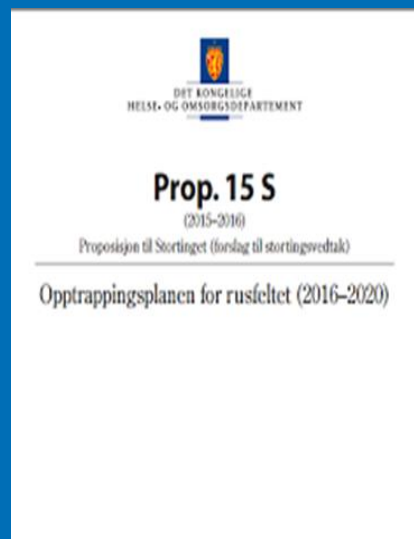 DET KONGELIGE
HELSE- OG OMSORGSDEPARTEMENT
Prop. 15 S
(2015–2016)
Proposisjon til Stortinget (forslag til stortingsvedtak)
Opptrappingsplanen for rusfeltet (2016–2020)